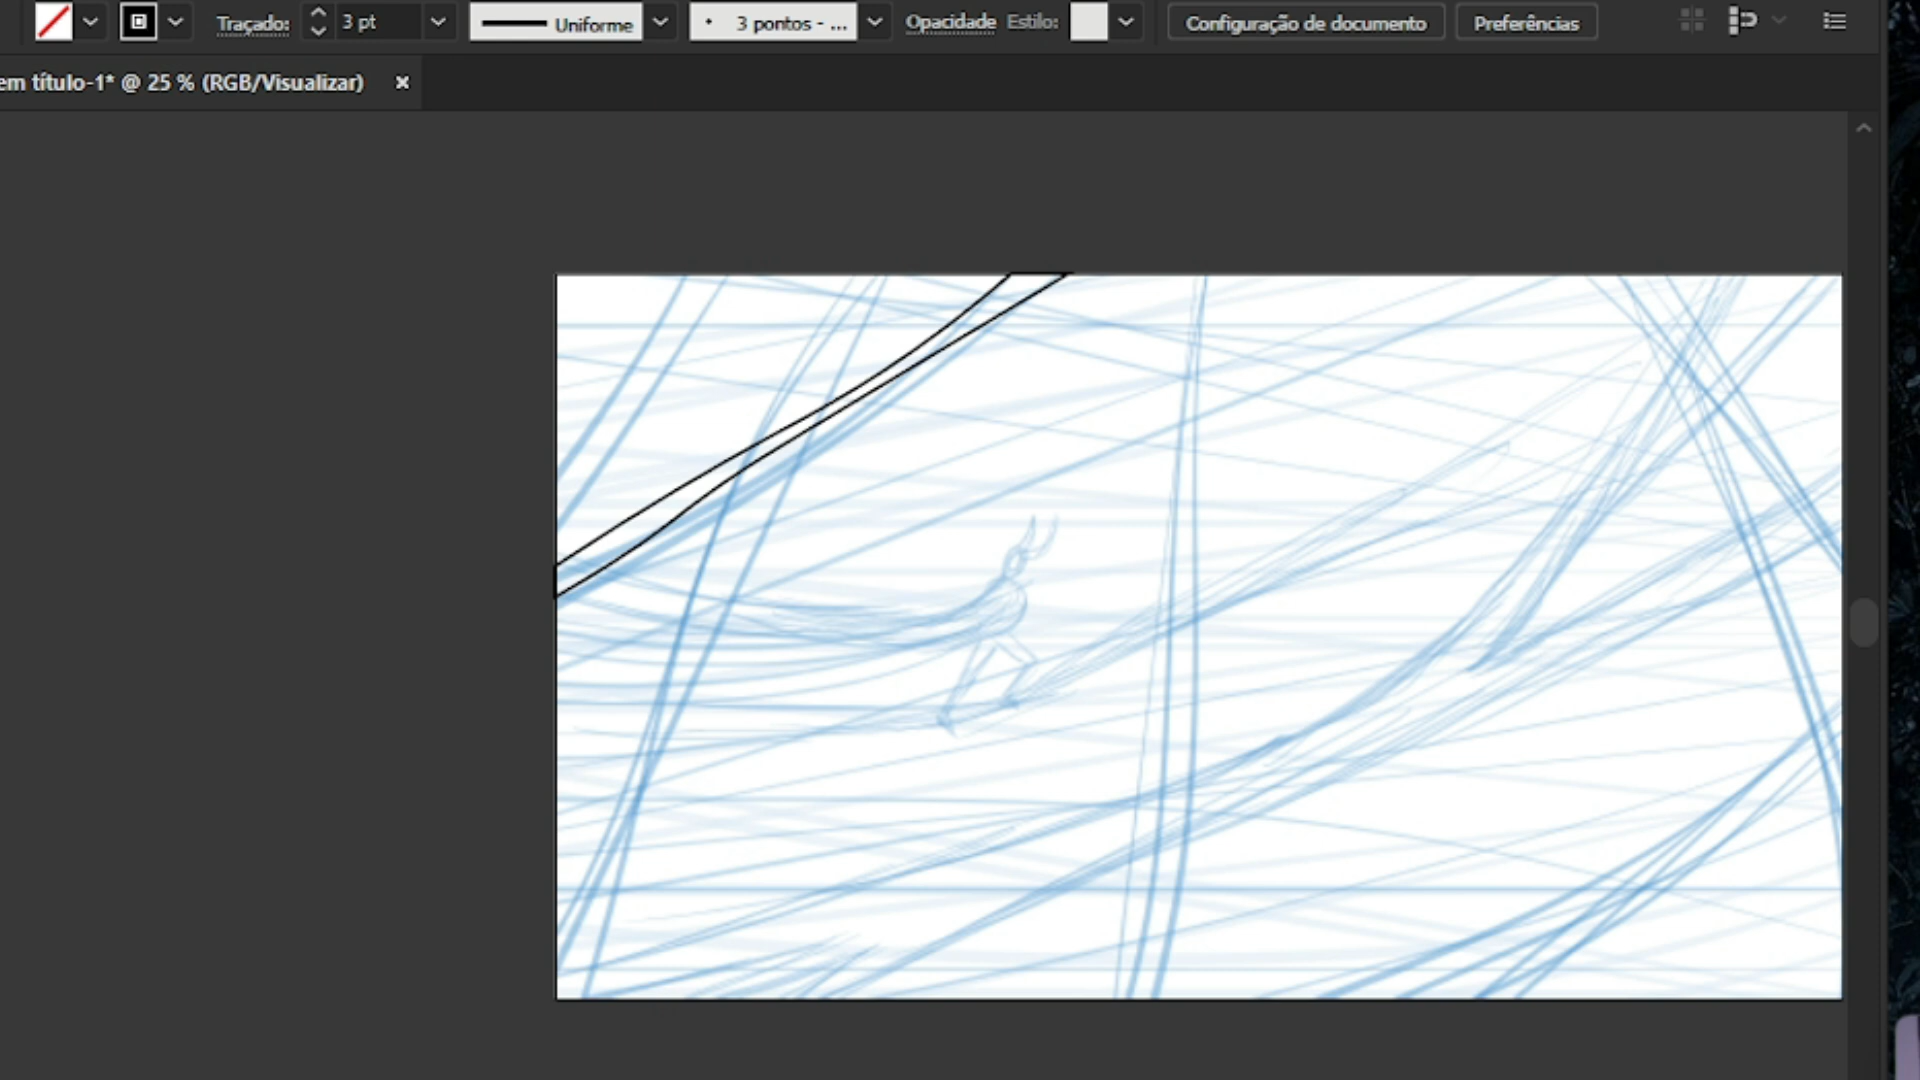 Traçado: 3 pt Uniforme 3 pontos - ... Opacidade Estilo: Configuração de documento Preferências
em título-1* @ 25 % (RGB/Visualizar) ×